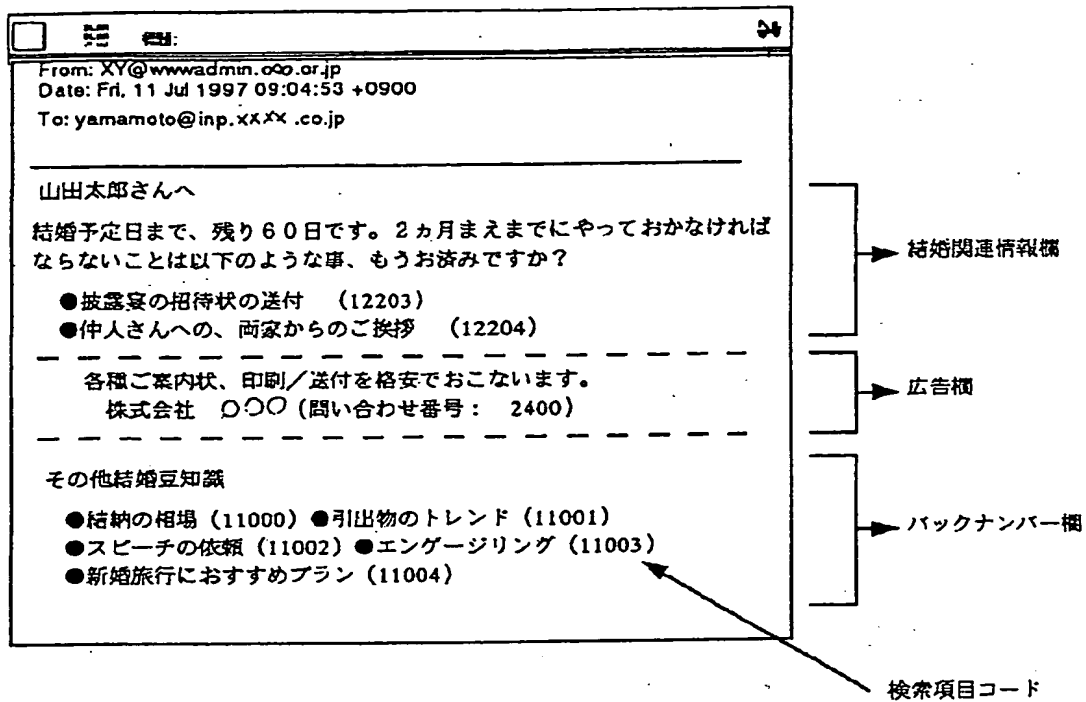 From: XY@wwwadmin.○○○.or.jp
Date: Fri, 11 Jul 1997 09:04:53 +0900
To: yamamoto@inp.xxxx.co.jp
山田太郎さんへ
結婚予定日まで、残り60日です。2ヵ月まえまでにやっておかなければ
ならないことは以下のような事、もうお済みですか?
●披露宴の招待状の送付 (12203)
●仲人さんへの、両家からのご挨拶 (12204)
結婚関連情報欄
各種ご案内状、印刷/送付を格安でおこないます。
株式会社 ○○○(問い合わせ番号: 2400)
広告欄
その他結婚豆知識
●結納の相場(11000) ●引出物のトレンド(11001)
●スピーチの依頼(11002) ●エンゲージリング(11003)
●新婚旅行におすすめプラン(11004)
バックナンバー欄
検索項目コード